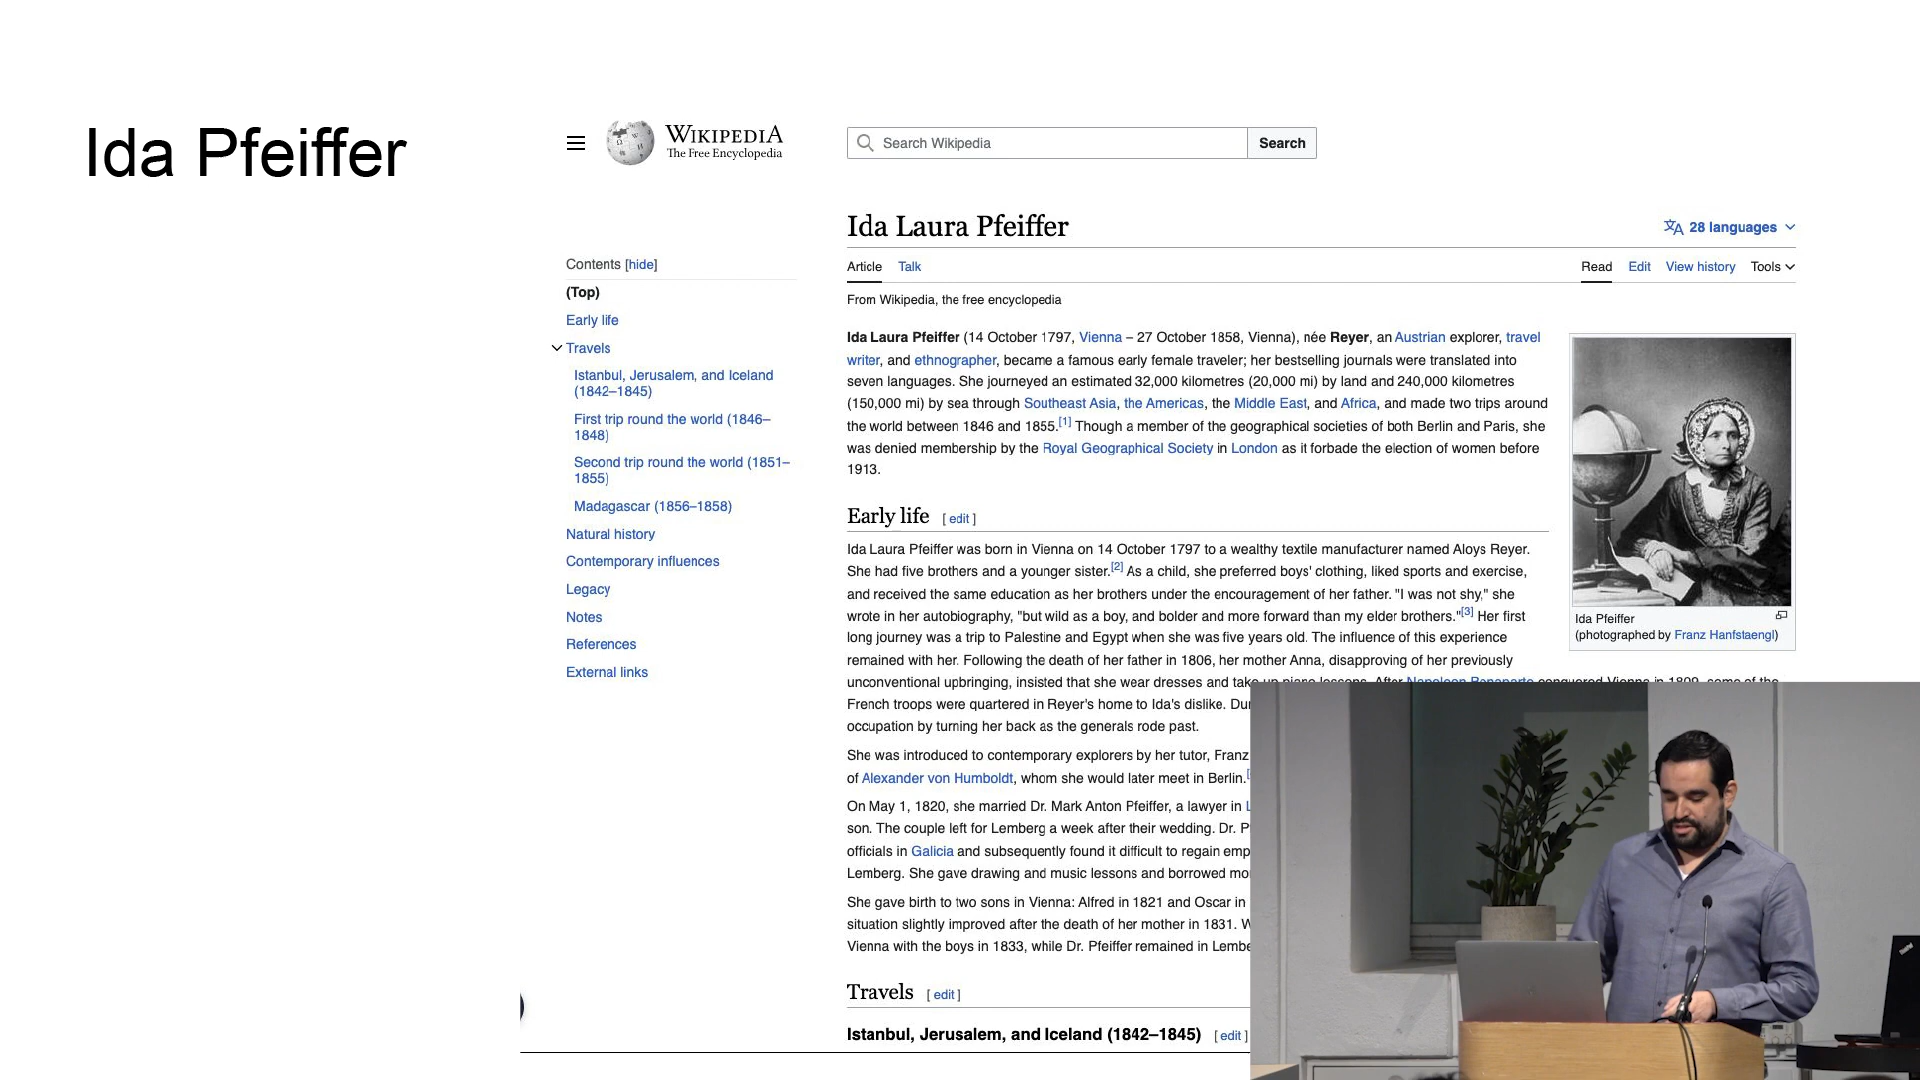 Ida Pfeiffer
WIKIPEDIA
The Free Encyclopedia
Search Wikipedia
Search
Ida Laura Pfeiffer
28 languages
Article Talk
Read Edit View history Tools
From Wikipedia, the free encyclopedia
Contents [hide]
(Top)
Early life
Travels
Istanbul, Jerusalem, and Iceland
(1842–1845)
First trip round the world (1846–
1848)
Second trip round the world (1851–
1855)
Madagascar (1856–1858)
Natural history
Contemporary influences
Legacy
Notes
References
External links
Ida Laura Pfeiffer (14 October 1797, Vienna – 27 October 1858, Vienna), née Reyer, an Austrian explorer, travel
writer, and ethnographer, became a famous early female traveler; her bestselling journals were translated into
seven languages. She journeyed an estimated 32,000 kilometres (20,000 mi) by land and 240,000 kilometres
(150,000 mi) by sea through Southeast Asia, the Americas, the Middle East, and Africa, and made two trips around
the world between 1846 and 1855.[1] Though a member of the geographical societies of both Berlin and Paris, she
was denied membership by the Royal Geographical Society in London as it forbade the election of women before
1913.
Ida Pfeiffer
(photographed by Franz Hanfstaengl)
Early life [ edit ]
Ida Laura Pfeiffer was born in Vienna on 14 October 1797 to a wealthy textile manufacturer named Aloys Reyer.
She had five brothers and a younger sister.[2] As a child, she preferred boys' clothing, liked sports and exercise,
and received the same education as her brothers under the encouragement of her father. "I was not shy," she
wrote in her autobiography, "but wild as a boy, and bolder and more forward than my elder brothers."[3] Her first
long journey was a trip to Palestine and Egypt when she was five years old. The influence of this experience
remained with her. Following the death of her father in 1806, her mother Anna, disapproving of her previously
unconventional upbringing, insisted that she wear dresses and take up piano lessons. After Napoleon Bonaparte conquered Vienna in 1809, some of the
French troops were quartered in Reyer's home to Ida's dislike.
occupation by turning her back as the generals rode past.
She was introduced to contemporary explorers by her tutor, Franz
of Alexander von Humboldt, whom she would later meet in Berlin.
On May 1, 1820, she married Dr. Mark Anton Pfeiffer, a lawyer in
son. The couple left for Lemberg a week after their wedding. Dr.
officials in Galicia and subsequently found it difficult to regain
Lemberg. She gave drawing and music lessons and borrowed
She gave birth to two sons in Vienna: Alfred in 1821 and Oscar in
situation slightly improved after the death of her mother in 1831.
Vienna with the boys in 1833, while Dr. Pfeiffer remained in
Travels [ edit ]
Istanbul, Jerusalem, and Iceland (1842–1845) [ edit ]